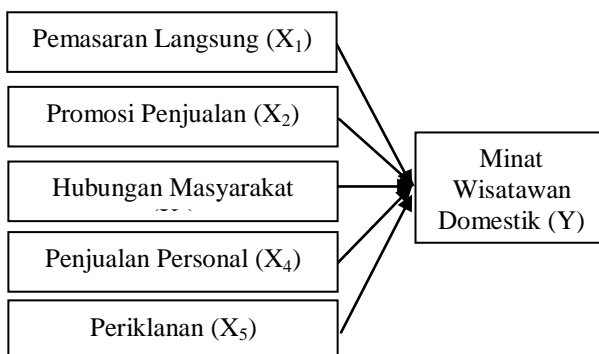 Pemasaran Langsung (X₁)
Promosi Penjualan (X₂)
Hubungan Masyarakat
Penjualan Personal (X₄)
Periklanan (X₅)
Minat
Wisatawan
Domestik (Y)